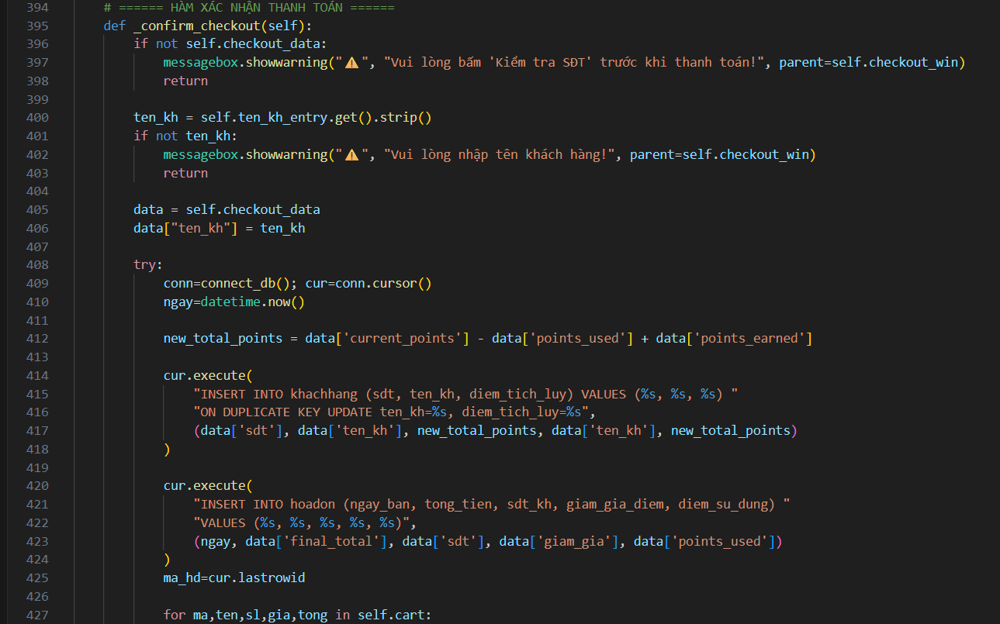 394 # ====== HÀM XÁC NHẬN THANH TOÁN ======
395 def _confirm_checkout(self):
396 if not self.checkout_data:
397 messagebox.showwarning("⚠️", "Vui lòng bấm 'Kiểm tra SĐT' trước khi thanh toán!", parent=self.checkout_win)
398 return
399
400 ten_kh = self.ten_kh_entry.get().strip()
401 if not ten_kh:
402 messagebox.showwarning("⚠️", "Vui lòng nhập tên khách hàng!", parent=self.checkout_win)
403 return
404
405 data = self.checkout_data
406 data["ten_kh"] = ten_kh
407
408 try:
409 conn=connect_db(); cur=conn.cursor()
410 ngay=datetime.now()
411
412 new_total_points = data['current_points'] - data['points_used'] + data['points_earned']
413
414 cur.execute(
415 "INSERT INTO khachhang (sdt, ten_kh, diem_tich_luy) VALUES (%s, %s, %s) "
416 "ON DUPLICATE KEY UPDATE ten_kh=%s, diem_tich_luy=%s",
417 (data['sdt'], data['ten_kh'], new_total_points, data['ten_kh'], new_total_points)
418 )
419
420 cur.execute(
421 "INSERT INTO hoadon (ngay_ban, tong_tien, sdt_kh, giam_gia_diem, diem_su_dung) "
422 "VALUES (%s, %s, %s, %s, %s)",
423 (ngay, data['final_total'], data['sdt'], data['giam_gia'], data['points_used'])
424 )
425 ma_hd=cur.lastrowid
426
427 for ma,ten,sl,gia,tong in self.cart: